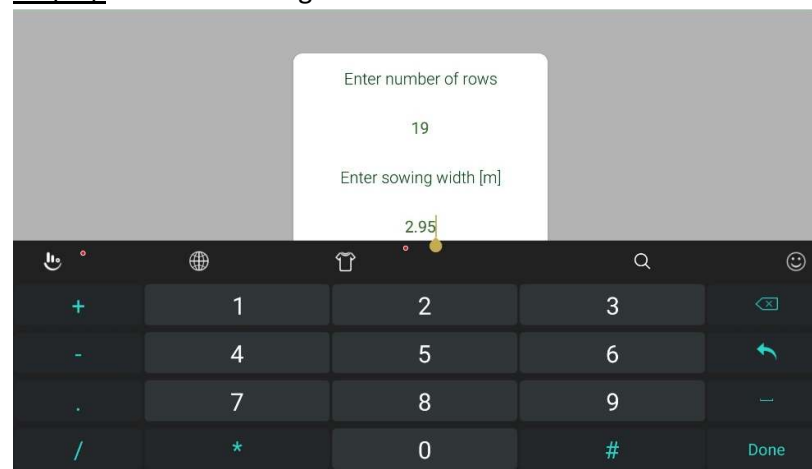 Enter number of rows
19
Enter sowing width [m]
2.95
+ 1 2 3
- 4 5 6
. 7 8 9
/ * 0 # Done